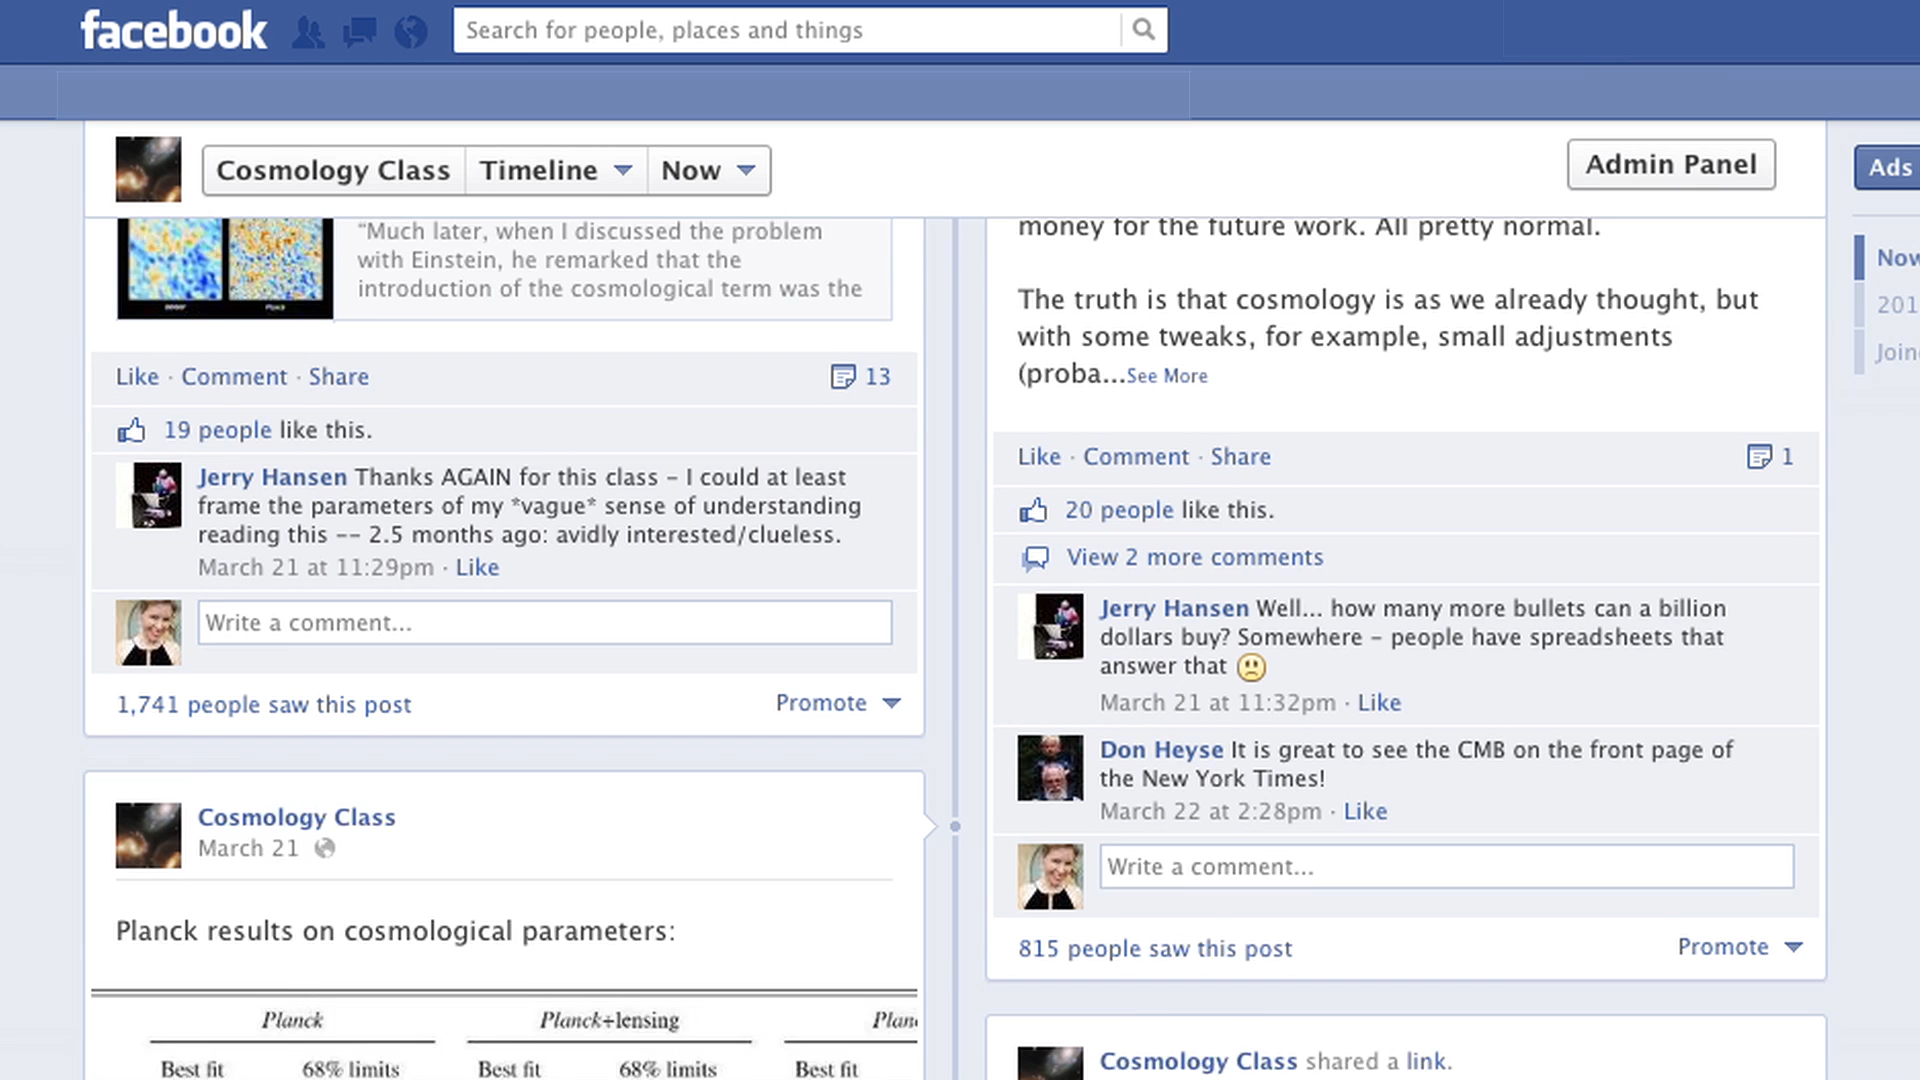 facebook
Search for people, places and things
Cosmology Class
Timeline
Now
Admin Panel
Ads
"Much later, when I discussed the problem
with Einstein, he remarked that the
introduction of the cosmological term was the
Planck
Like · Comment · Share
13
19 people like this.
Jerry Hansen Thanks AGAIN for this class – I could at least
frame the parameters of my *vague* sense of understanding
reading this -- 2.5 months ago: avidly interested/clueless.
March 21 at 11:29pm · Like
Write a comment...
1,741 people saw this post
Promote
Cosmology Class
March 21
Planck results on cosmological parameters:
Planck
Planck+lensing
Best fit
68% limits
Best fit
68% limits
Best fit
money for the future work. All pretty normal.
The truth is that cosmology is as we already thought, but
with some tweaks, for example, small adjustments
(proba...See More
Like · Comment · Share
1
20 people like this.
View 2 more comments
Jerry Hansen Well... how many more bullets can a billion
dollars buy? Somewhere – people have spreadsheets that
answer that
March 21 at 11:32pm · Like
Don Heyse It is great to see the CMB on the front page of
the New York Times!
March 22 at 2:28pm · Like
Write a comment...
815 people saw this post
Promote
Cosmology Class shared a link.
Now
201
Join